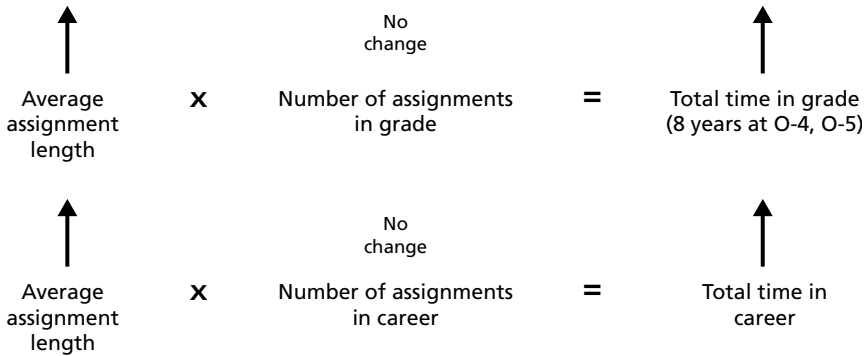 No
change
Average
assignment
length
x
Number of assignments
in grade
=
Total time in grade
(8 years at O-4, O-5)
No
change
Average
assignment
length
x
Number of assignments
in career
=
Total time in
career